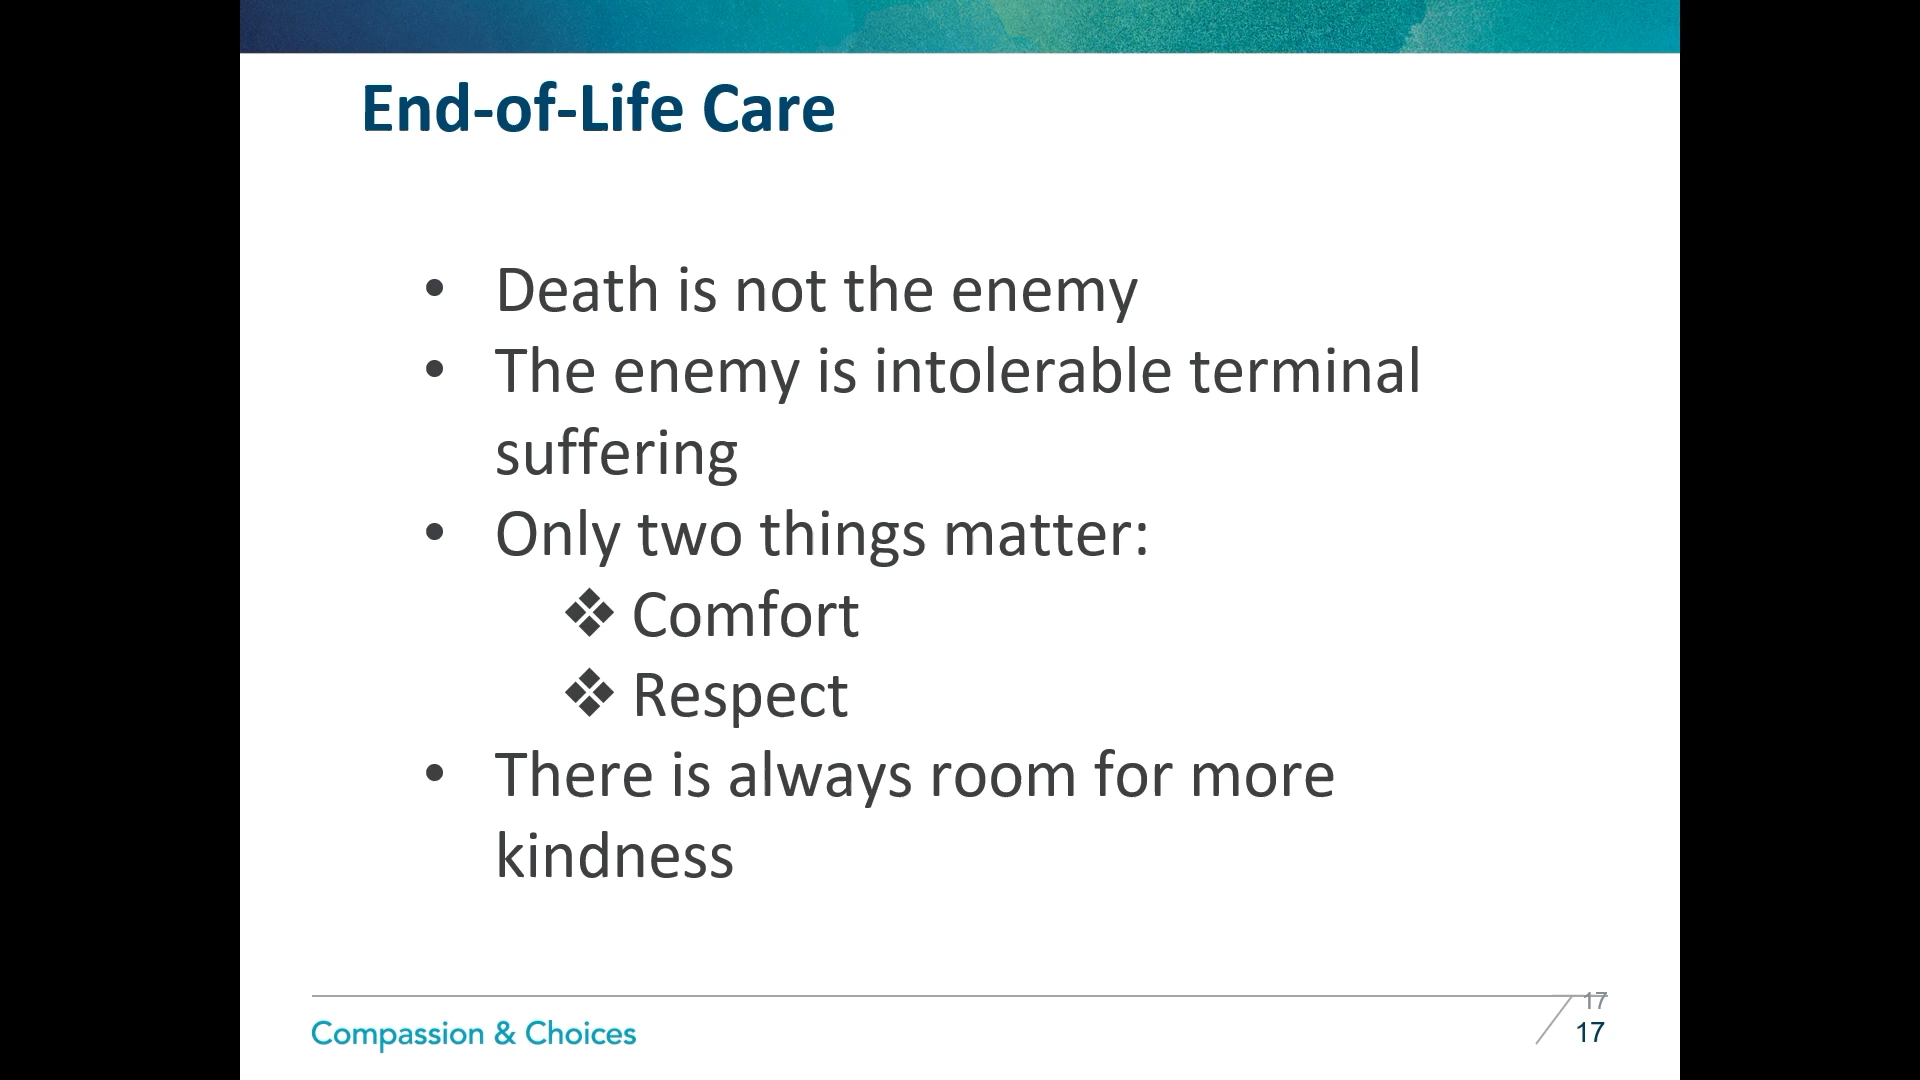 End-of-Life Care
• Death is not the enemy
• The enemy is intolerable terminal
suffering
• Only two things matter:
❖ Comfort
❖ Respect
• There is always room for more
kindness
17
Compassion & Choices
17